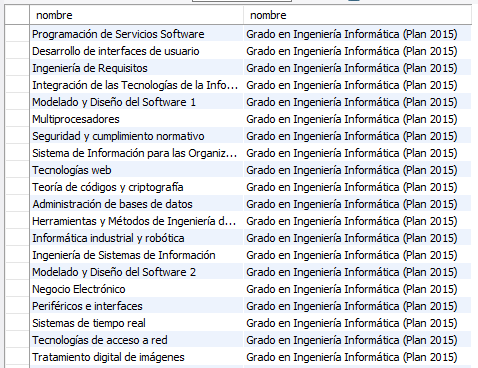 nombre nombre
Programación de Servicios Software Grado en Ingeniería Informática (Plan 2015)
Desarrollo de interfaces de usuario Grado en Ingeniería Informática (Plan 2015)
Ingeniería de Requisitos Grado en Ingeniería Informática (Plan 2015)
Integración de las Tecnologías de la Info... Grado en Ingeniería Informática (Plan 2015)
Modelado y Diseño del Software 1 Grado en Ingeniería Informática (Plan 2015)
Multiprocesadores Grado en Ingeniería Informática (Plan 2015)
Seguridad y cumplimiento normativo Grado en Ingeniería Informática (Plan 2015)
Sistema de Información para las Organiz... Grado en Ingeniería Informática (Plan 2015)
Tecnologías web Grado en Ingeniería Informática (Plan 2015)
Teoría de códigos y criptografía Grado en Ingeniería Informática (Plan 2015)
Administración de bases de datos Grado en Ingeniería Informática (Plan 2015)
Herramientas y Métodos de Ingeniería d... Grado en Ingeniería Informática (Plan 2015)
Informática industrial y robótica Grado en Ingeniería Informática (Plan 2015)
Ingeniería de Sistemas de Información Grado en Ingeniería Informática (Plan 2015)
Modelado y Diseño del Software 2 Grado en Ingeniería Informática (Plan 2015)
Negocio Electrónico Grado en Ingeniería Informática (Plan 2015)
Periféricos e interfaces Grado en Ingeniería Informática (Plan 2015)
Sistemas de tiempo real Grado en Ingeniería Informática (Plan 2015)
Tecnologías de acceso a red Grado en Ingeniería Informática (Plan 2015)
Tratamiento digital de imágenes Grado en Ingeniería Informática (Plan 2015)